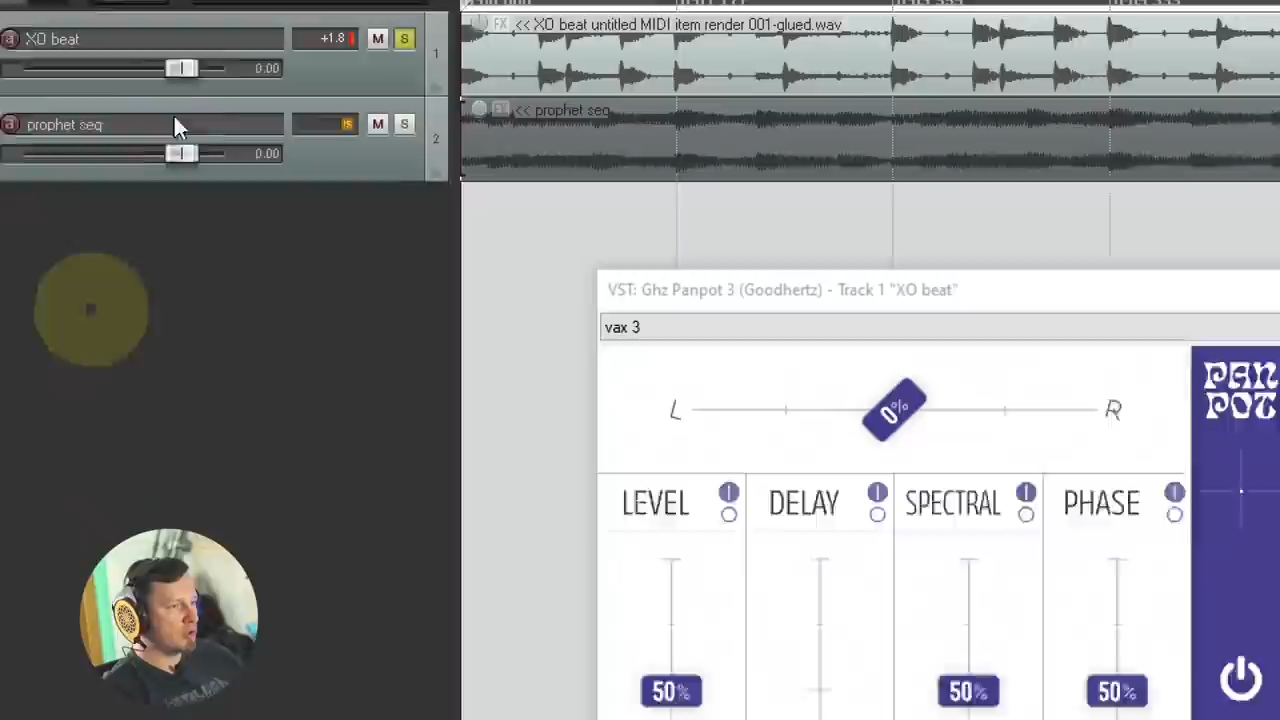 XO beat
+1.8
M
S
0.00
1
<< XO beat untitled MIDI item render 001-glued.wav
FX
prophet seq
M
S
0.00
2
<< prophet seq
FX
VST: Ghz Panpot 3 (Goodhertz) - Track 1 "XO beat"
vax 3
L
0%
R
PAN
POT
LEVEL
DELAY
SPECTRAL
PHASE
50%
50%
50%